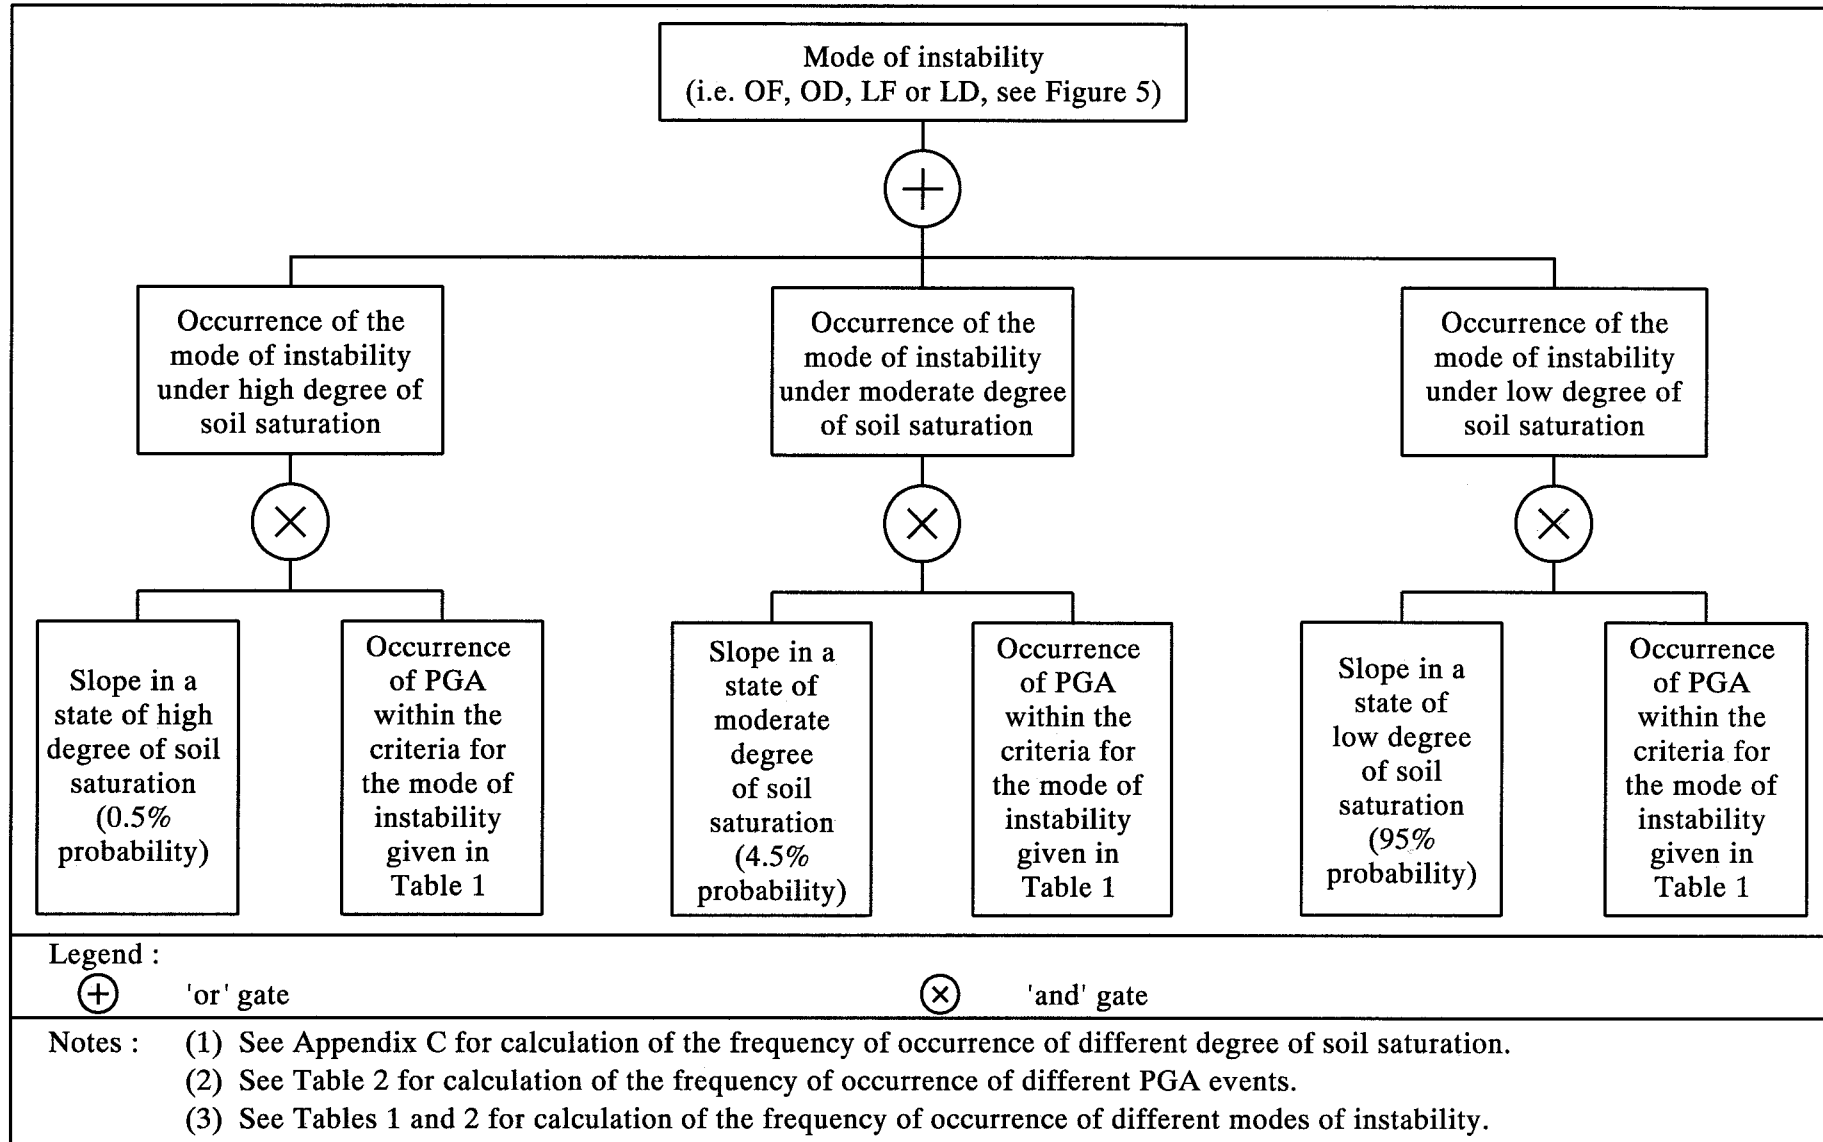 Mode of instability
(i.e. OF, OD, LF or LD, see Figure 5)
Occurrence of the
mode of instability
under high degree of
soil saturation
Occurrence of the
mode of instability
under moderate degree
of soil saturation
Occurrence of the
mode of instability
under low degree of
soil saturation
Slope in a
state of high
degree of soil
saturation
(0.5%
probability)
Occurrence
of PGA
within the
criteria for
the mode of
instability
given in
Table 1
Slope in a
state of
moderate
degree
of soil
saturation
(4.5%
probability)
Occurrence
of PGA
within the
criteria for
the mode of
instability
given in
Table 1
Slope in a
state of
low degree
of soil
saturation
(95%
probability)
Occurrence
of PGA
within the
criteria for
the mode of
instability
given in
Table 1
Legend :
'or' gate
'and' gate
Notes : (1) See Appendix C for calculation of the frequency of occurrence of different degree of soil saturation.
(2) See Table 2 for calculation of the frequency of occurrence of different PGA events.
(3) See Tables 1 and 2 for calculation of the frequency of occurrence of different modes of instability.